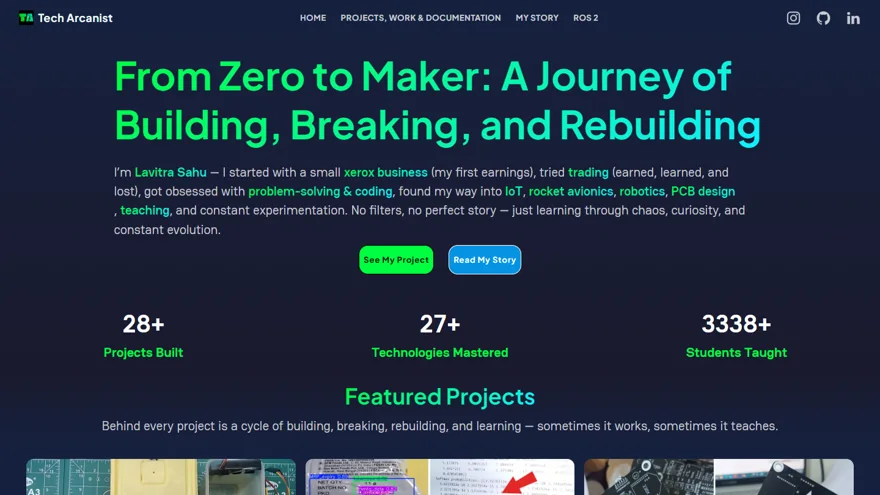 TA Tech Arcanist
HOME PROJECTS, WORK & DOCUMENTATION MY STORY ROS 2
From Zero to Maker: A Journey of
Building, Breaking, and Rebuilding
I'm Lavitra Sahu — I started with a small xerox business (my first earnings), tried trading (earned, learned, and
lost), got obsessed with problem-solving & coding, found my way into IoT, rocket avionics, robotics, PCB design
, teaching, and constant experimentation. No filters, no perfect story — just learning through chaos, curiosity, and
constant evolution.
See My Project Read My Story
28+ 27+ 3338+
Projects Built Technologies Mastered Students Taught
Featured Projects
Behind every project is a cycle of building, breaking, rebuilding, and learning — sometimes it works, sometimes it teaches.